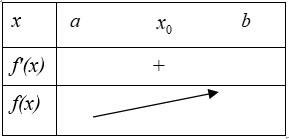 x a x₀ b
f'(x) +
f(x)